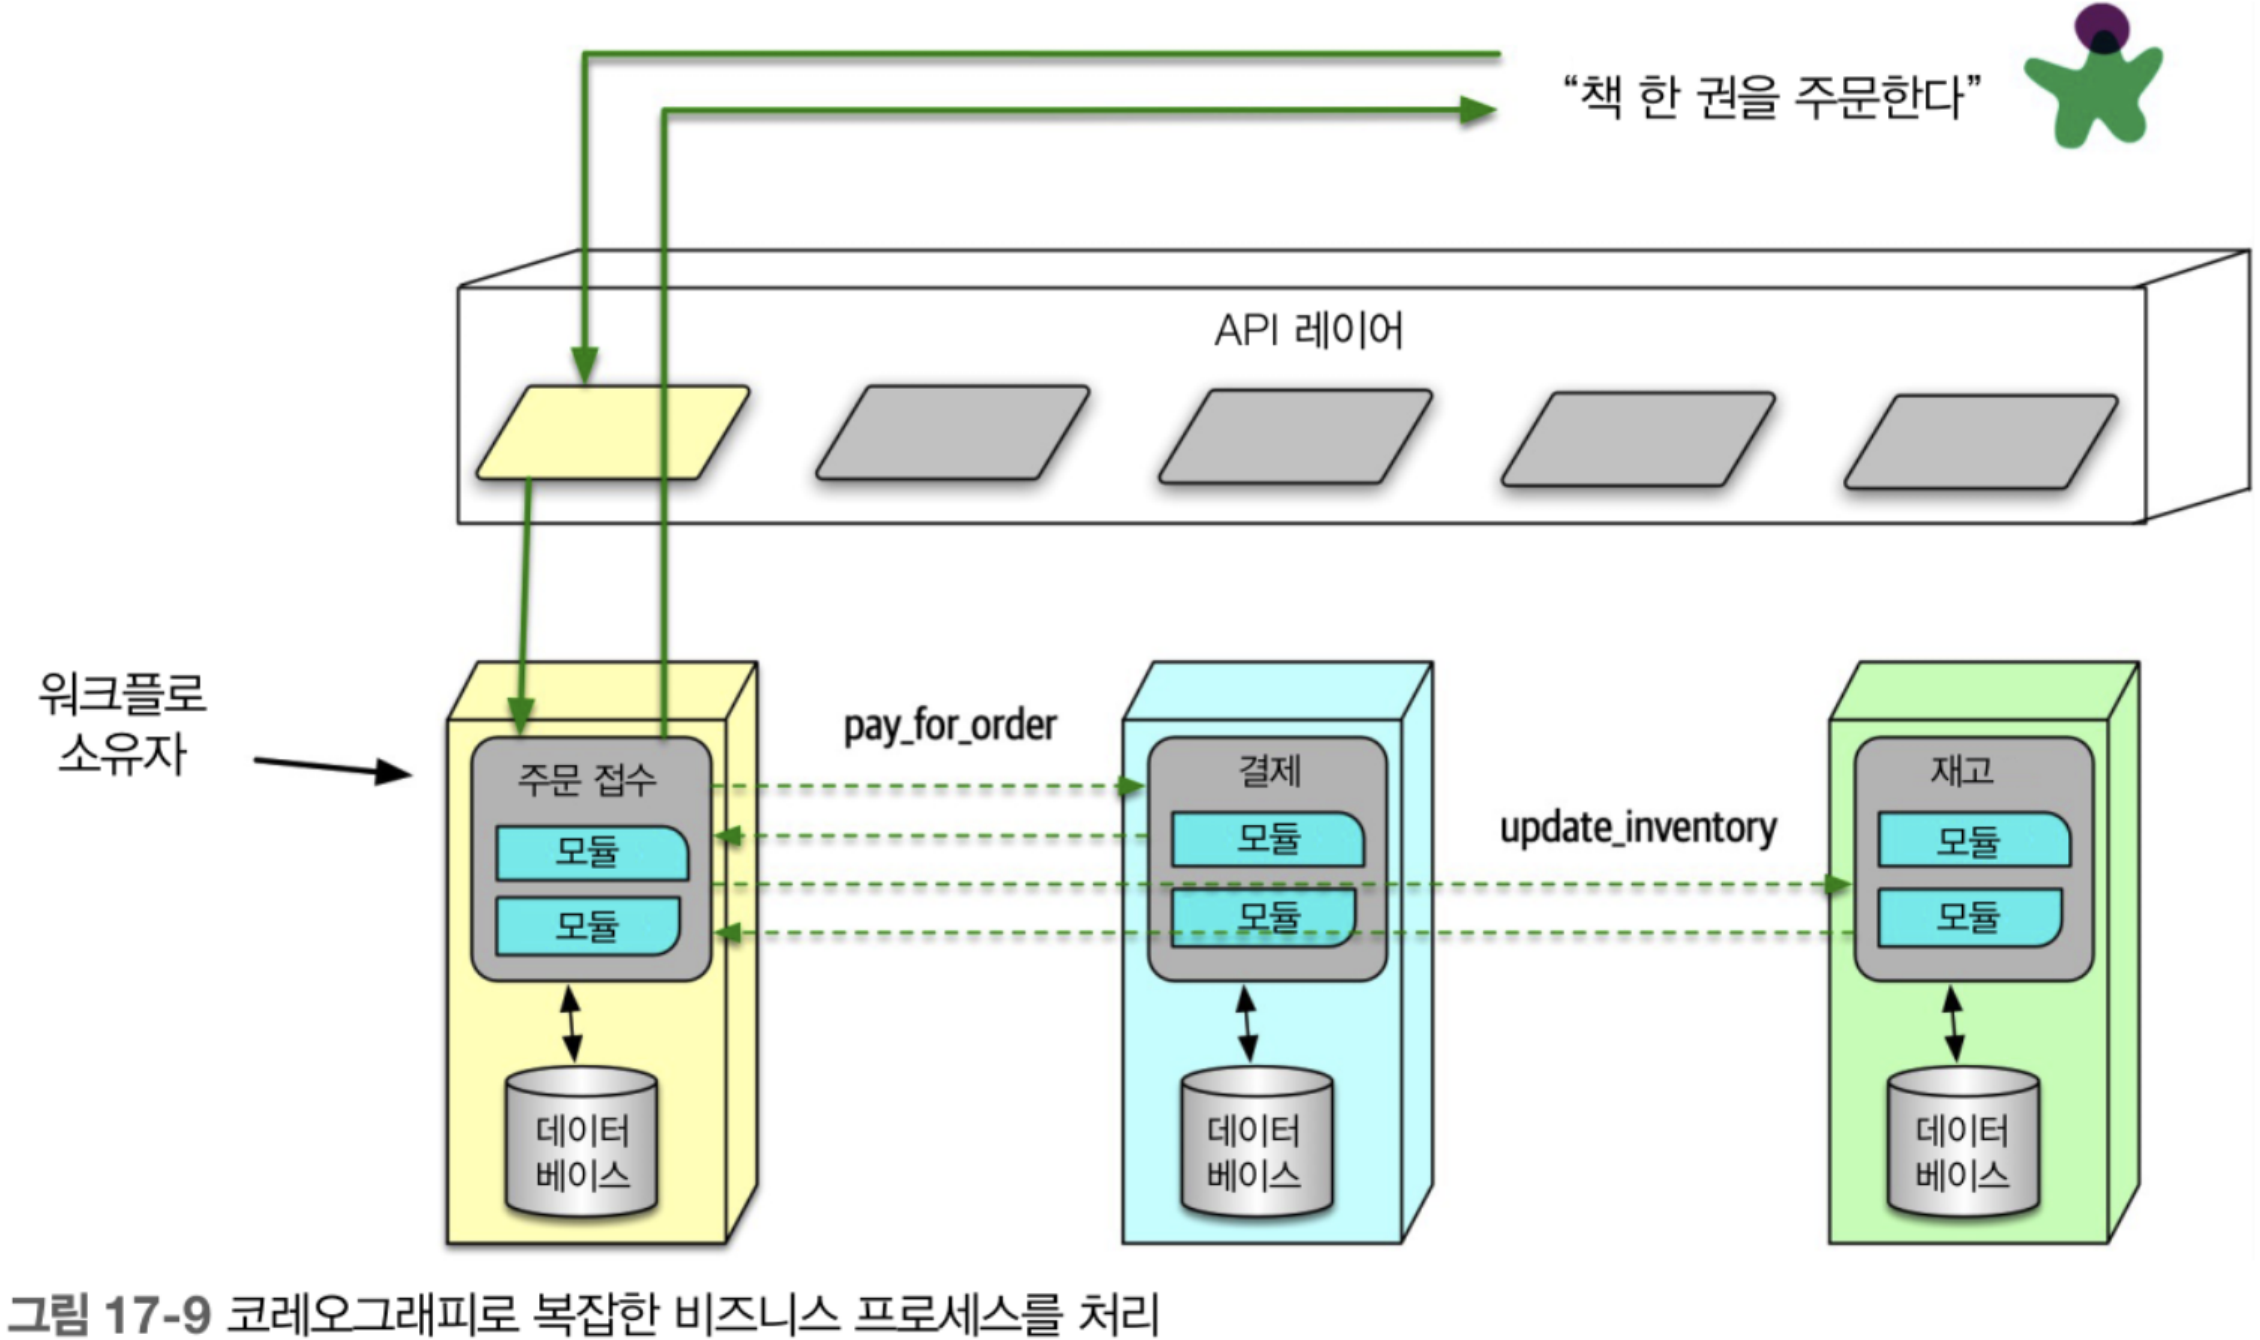 “책 한 권을 주문한다”
API 레이어
워크플로
소유자
pay_for_order
update_inventory
주문 접수
모듈
모듈
데이터
베이스
결제
모듈
모듈
데이터
베이스
재고
모듈
모듈
데이터
베이스
그림 17-9 코레오그래피로 복잡한 비즈니스 프로세스를 처리